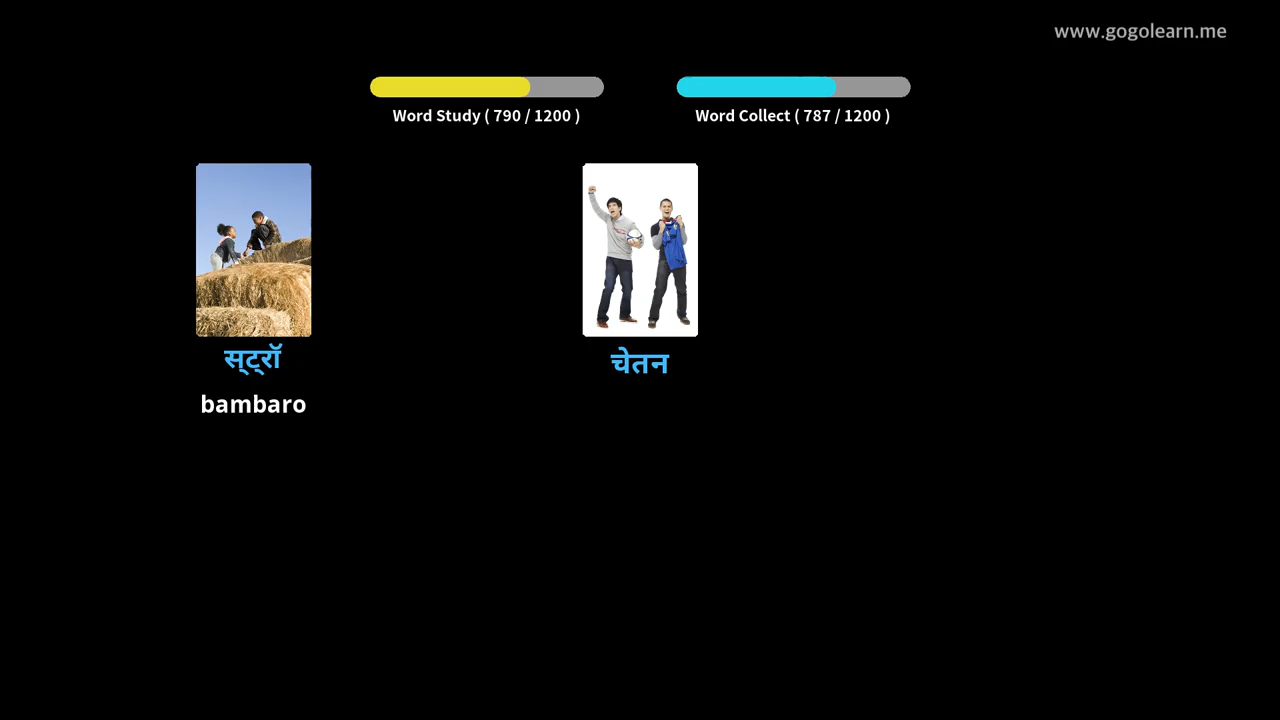 www.gogolearn.me
Word Study ( 790 / 1200 )
Word Collect ( 787 / 1200 )
स्ट्रॉ
चेतन
bambaro